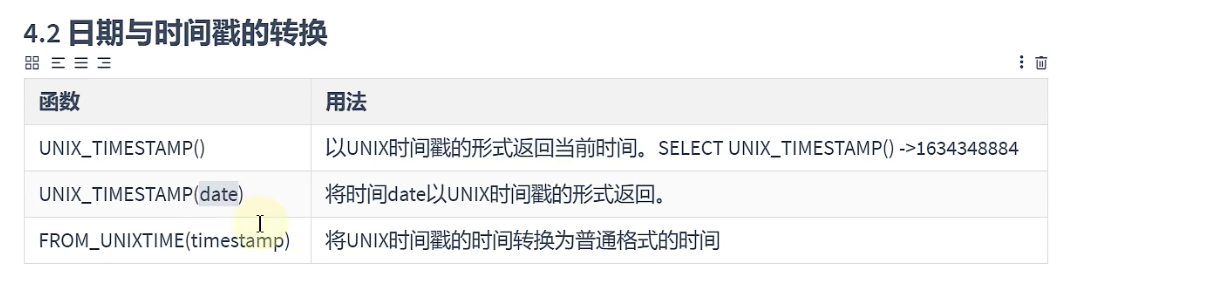 4.2 日期与时间戳的转换
函数 用法
UNIX_TIMESTAMP() 以UNIX时间戳的形式返回当前时间。SELECT UNIX_TIMESTAMP() ->1634348884
UNIX_TIMESTAMP(date) 将时间date以UNIX时间戳的形式返回。
FROM_UNIXTIME(timestamp) 将UNIX时间戳的时间转换为普通格式的时间